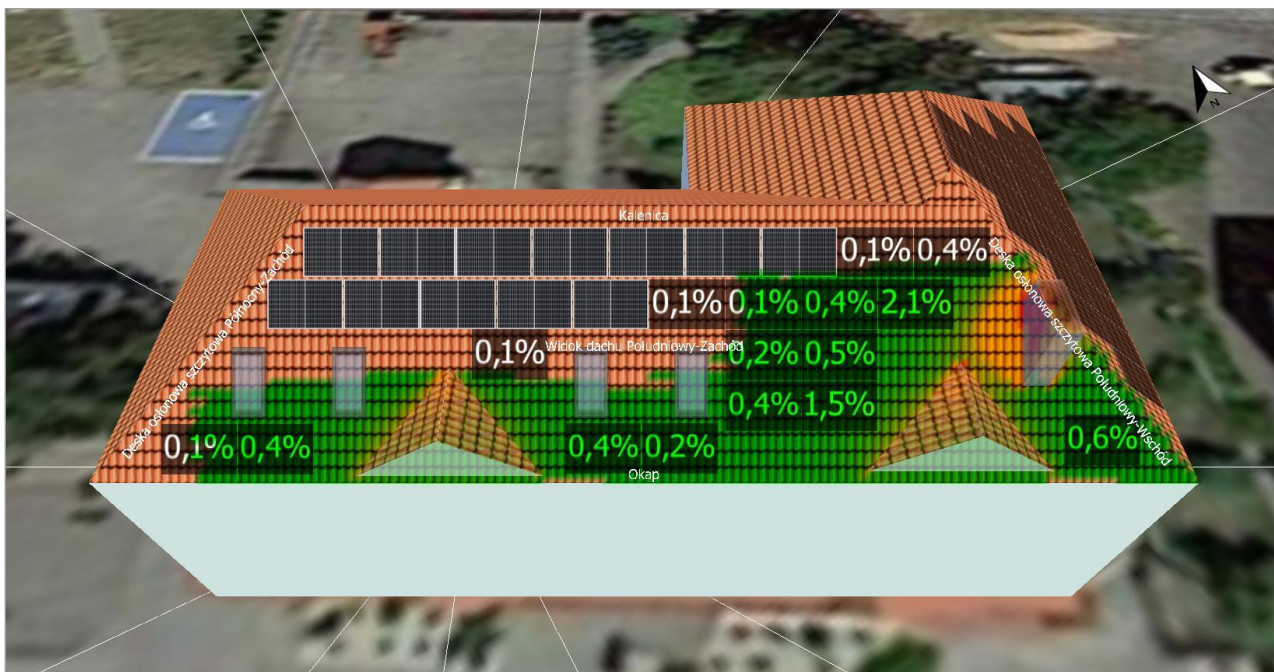 N
Kalenica
0,1% 0,4%
Deska osłonowa szczytowa Północny-Zachód
Deska osłonowa szczytowa Południowy-Wschód
0,1% 0,1% 0,4% 2,1%
0,1% Widok dachu Południowy-Zachód 0,2% 0,5%
0,4% 1,5%
0,1% 0,4% 0,4% 0,2% 0,6%
Okap